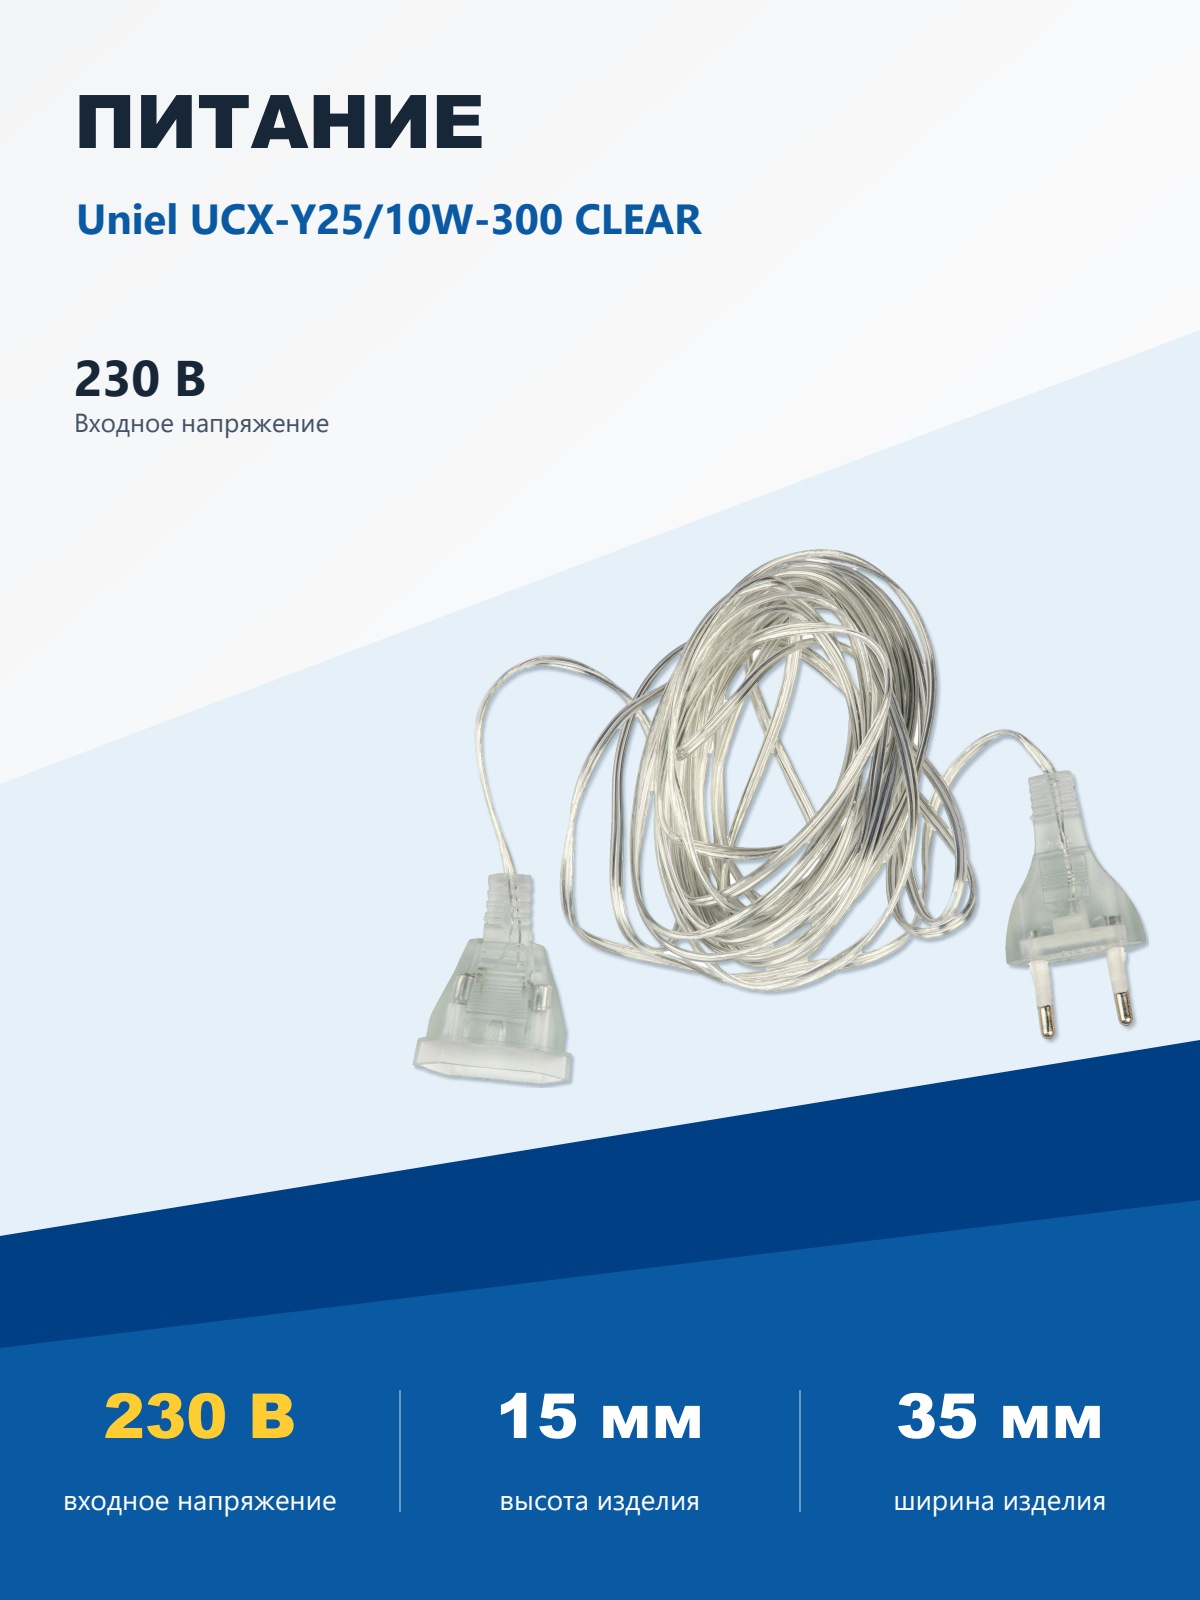 ПИТАНИЕ
Uniel UCX-Y25/10W-300 CLEAR
230 В
Входное напряжение
230 В
входное напряжение
15 мм
высота изделия
35 мм
ширина изделия